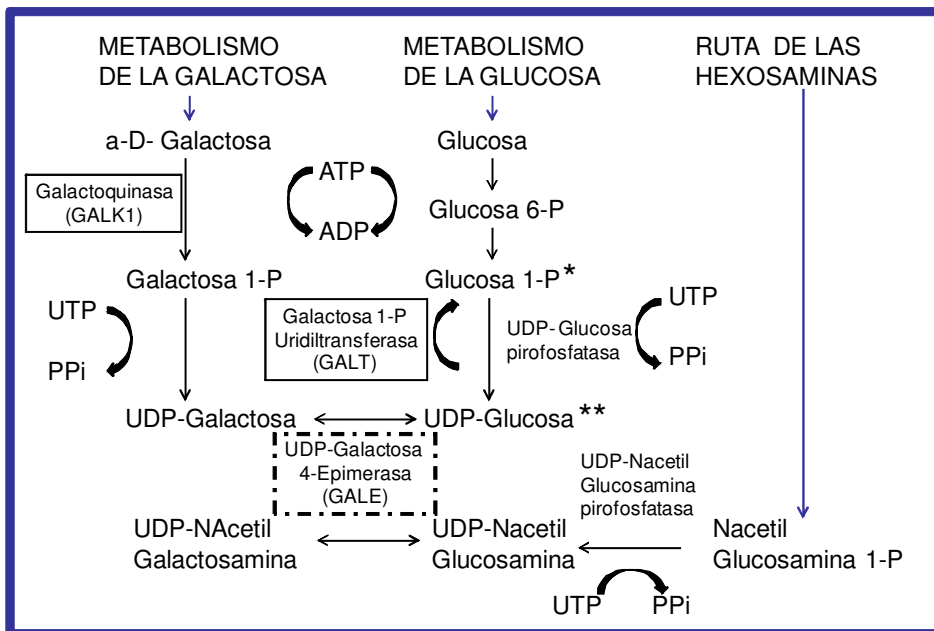 METABOLISMO
DE LA GALACTOSA
METABOLISMO
DE LA GLUCOSA
RUTA DE LAS
HEXOSAMINAS
a-D- Galactosa
Glucosa
ATP
Galactoquinasa
(GALK1)
Glucosa 6-P
ADP
Galactosa 1-P
Glucosa 1-P*
UTP
PPi
Galactosa 1-P
Uridiltransferasa
(GALT)
UDP-Glucosa
pirofosfatasa
UTP
PPi
UDP-Galactosa
UDP-Glucosa**
UDP-Galactosa
4-Epimerasa
(GALE)
UDP-Nacetil
Glucosamina
pirofosfatasa
UDP-NAcetil
Galactosamina
UDP-Nacetil
Glucosamina
Nacetil
Glucosamina 1-P
UTP
PPi